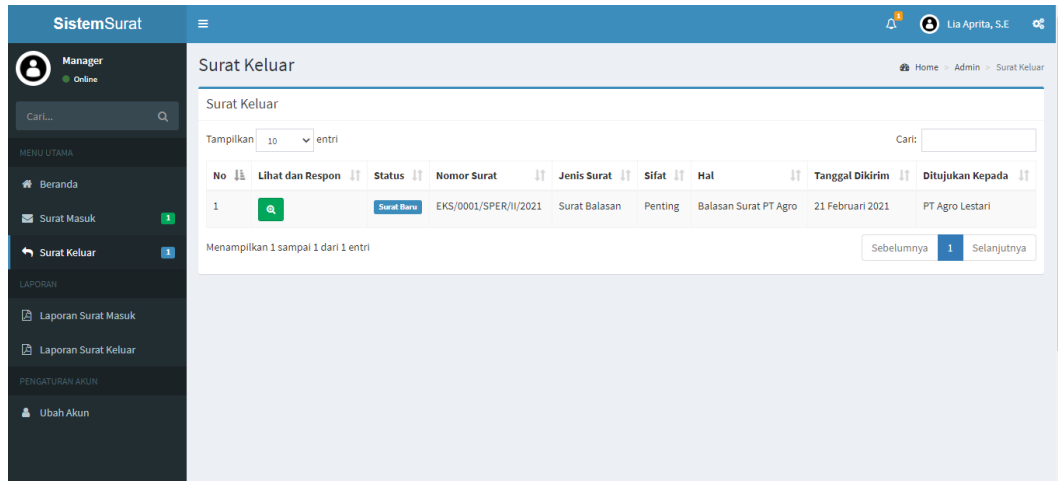 SistemSurat
1
Lia Aprita, S.E
Manager
Online
Cari...
MENU UTAMA
Beranda
Surat Masuk 1
Surat Keluar 1
LAPORAN
Laporan Surat Masuk
Laporan Surat Keluar
PENGATURAN AKUN
Ubah Akun
Surat Keluar
Home > Admin > Surat Keluar
Surat Keluar
Tampilkan 10 entri
Cari:
No Lihat dan Respon Status Nomor Surat Jenis Surat Sifat Hal Tanggal Dikirim Ditujukan Kepada
1 Surat Baru EKS/0001/SPER/II/2021 Surat Balasan Penting Balasan Surat PT Agro 21 Februari 2021 PT Agro Lestari
Menampilkan 1 sampai 1 dari 1 entri
Sebelumnya 1 Selanjutnya